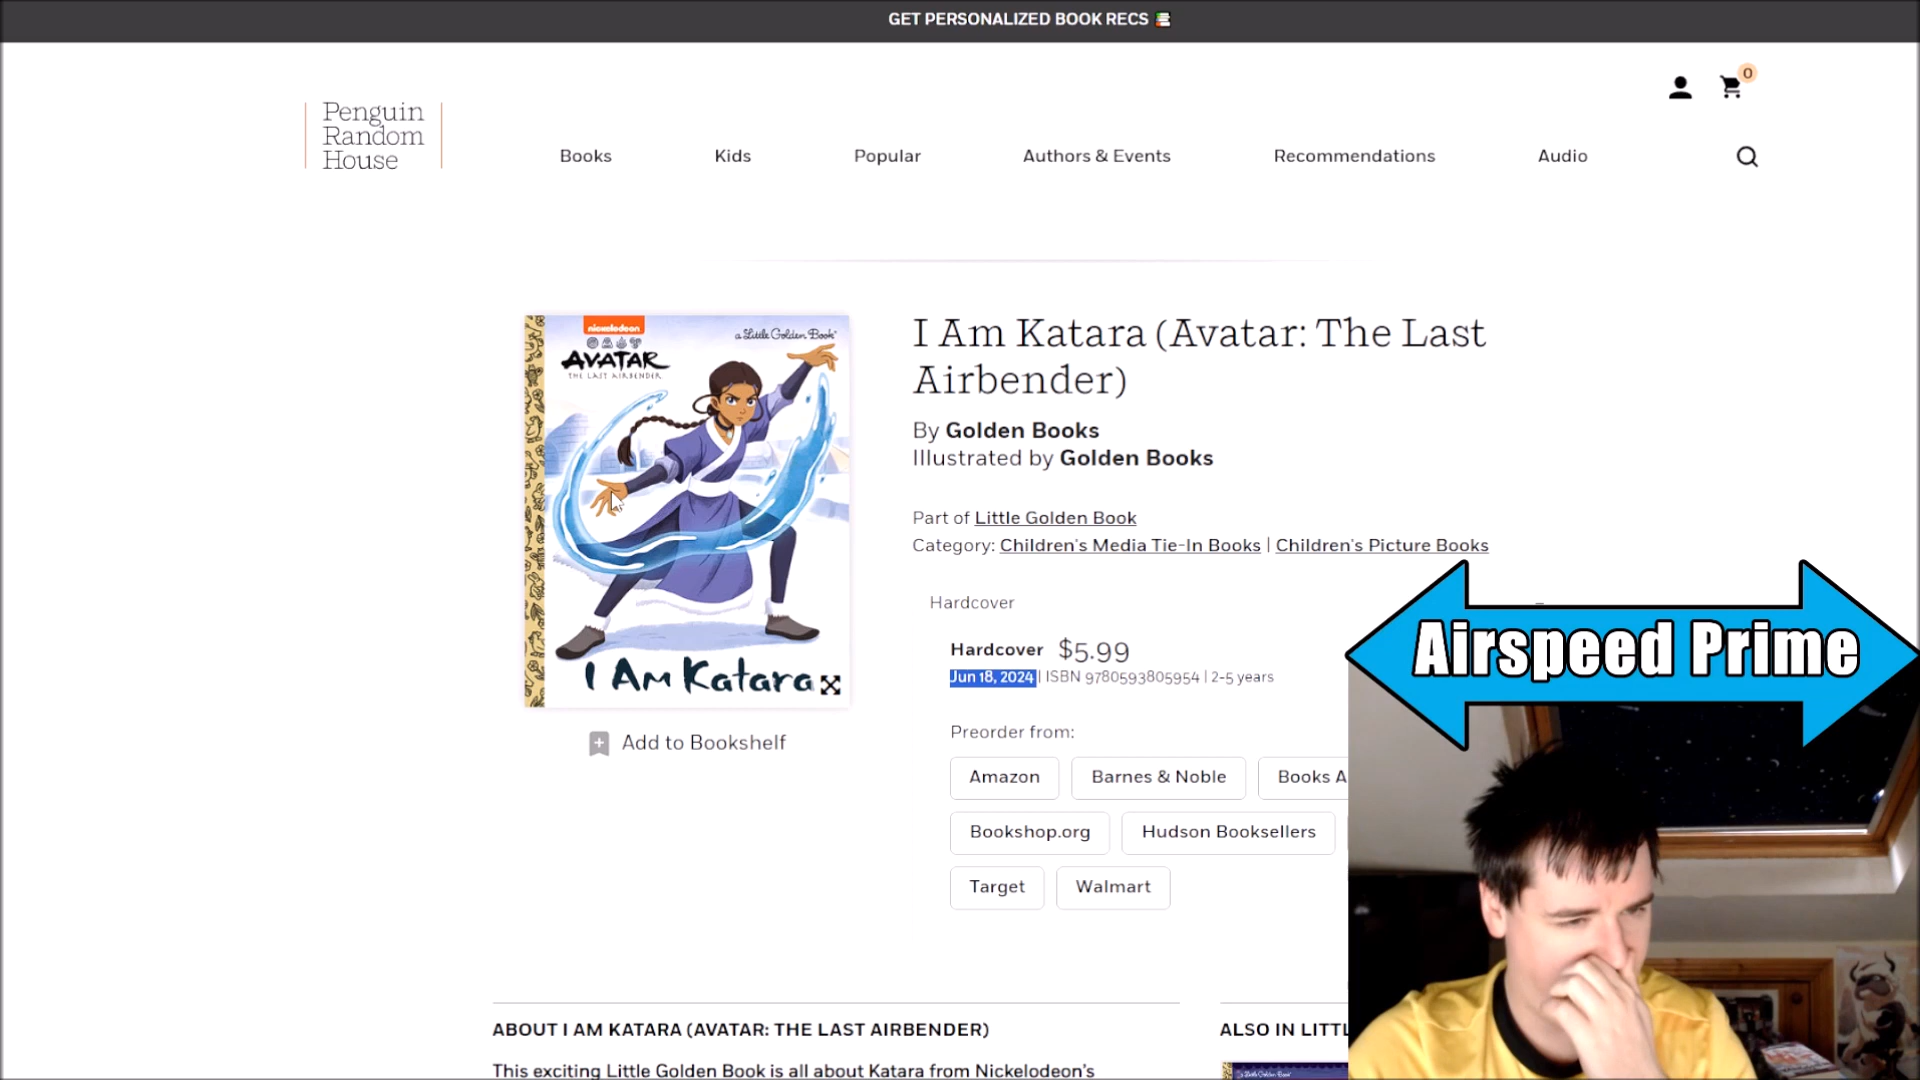 GET PERSONALIZED BOOK RECS
0
Penguin
Random
House
Books
Kids
Popular
Authors & Events
Recommendations
Audio
nickelodeon
a Little Golden Book®
AVATAR
THE LAST AIRBENDER
I Am Katara
Add to Bookshelf
I Am Katara (Avatar: The Last
Airbender)
By Golden Books
Illustrated by Golden Books
Part of Little Golden Book
Category: Children's Media Tie-In Books | Children's Picture Books
Hardcover
Hardcover $5.99
Jun 18, 2024 | ISBN 9780593805954 | 2-5 years
Preorder from:
Amazon
Barnes & Noble
Books A
Bookshop.org
Hudson Booksellers
Target
Walmart
Airspeed Prime
ABOUT I AM KATARA (AVATAR: THE LAST AIRBENDER)
This exciting Little Golden Book is all about Katara from Nickelodeon's
ALSO IN LITTL
a Little Golden Book